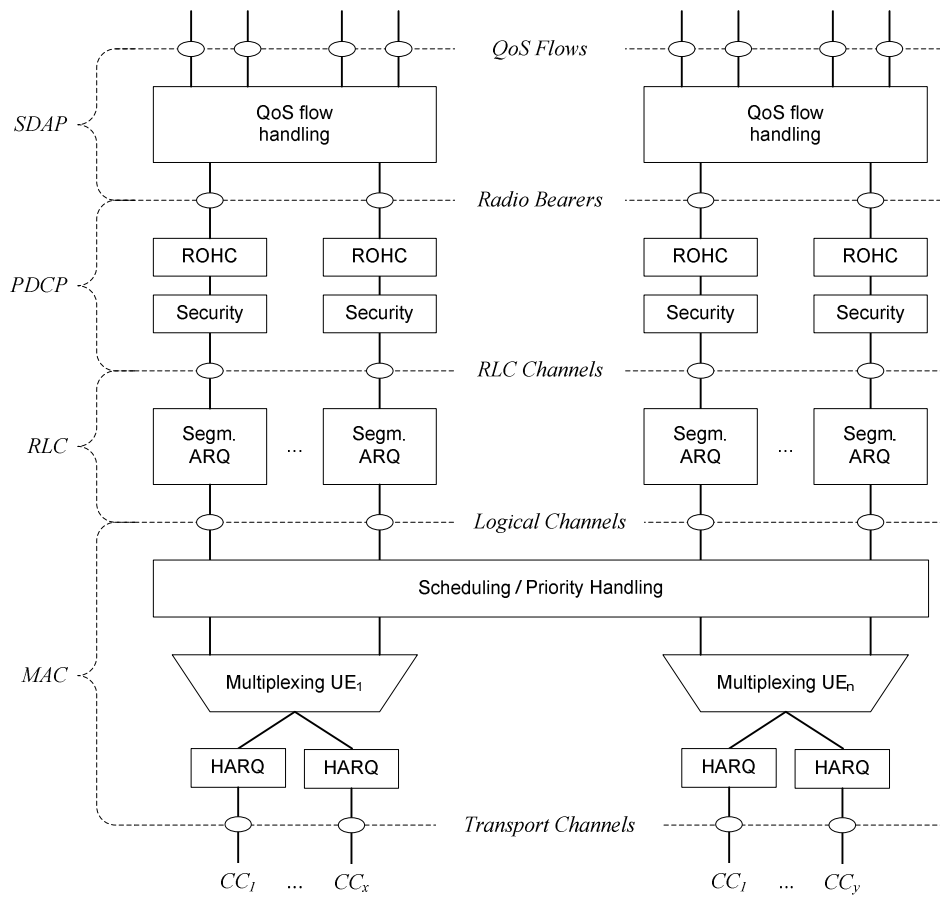 QoS Flows
SDAP
QoS flow
handling
QoS flow
handling
Radio Bearers
PDCP
ROHC
ROHC
ROHC
ROHC
Security
Security
Security
Security
RLC Channels
RLC
Segm.
ARQ
...
Segm.
ARQ
Segm.
ARQ
...
Segm.
ARQ
Logical Channels
Scheduling / Priority Handling
MAC
Multiplexing UE₁
Multiplexing UEₙ
HARQ
HARQ
HARQ
HARQ
Transport Channels
CC₁ ... CCₓ
CC₁ ... CCy